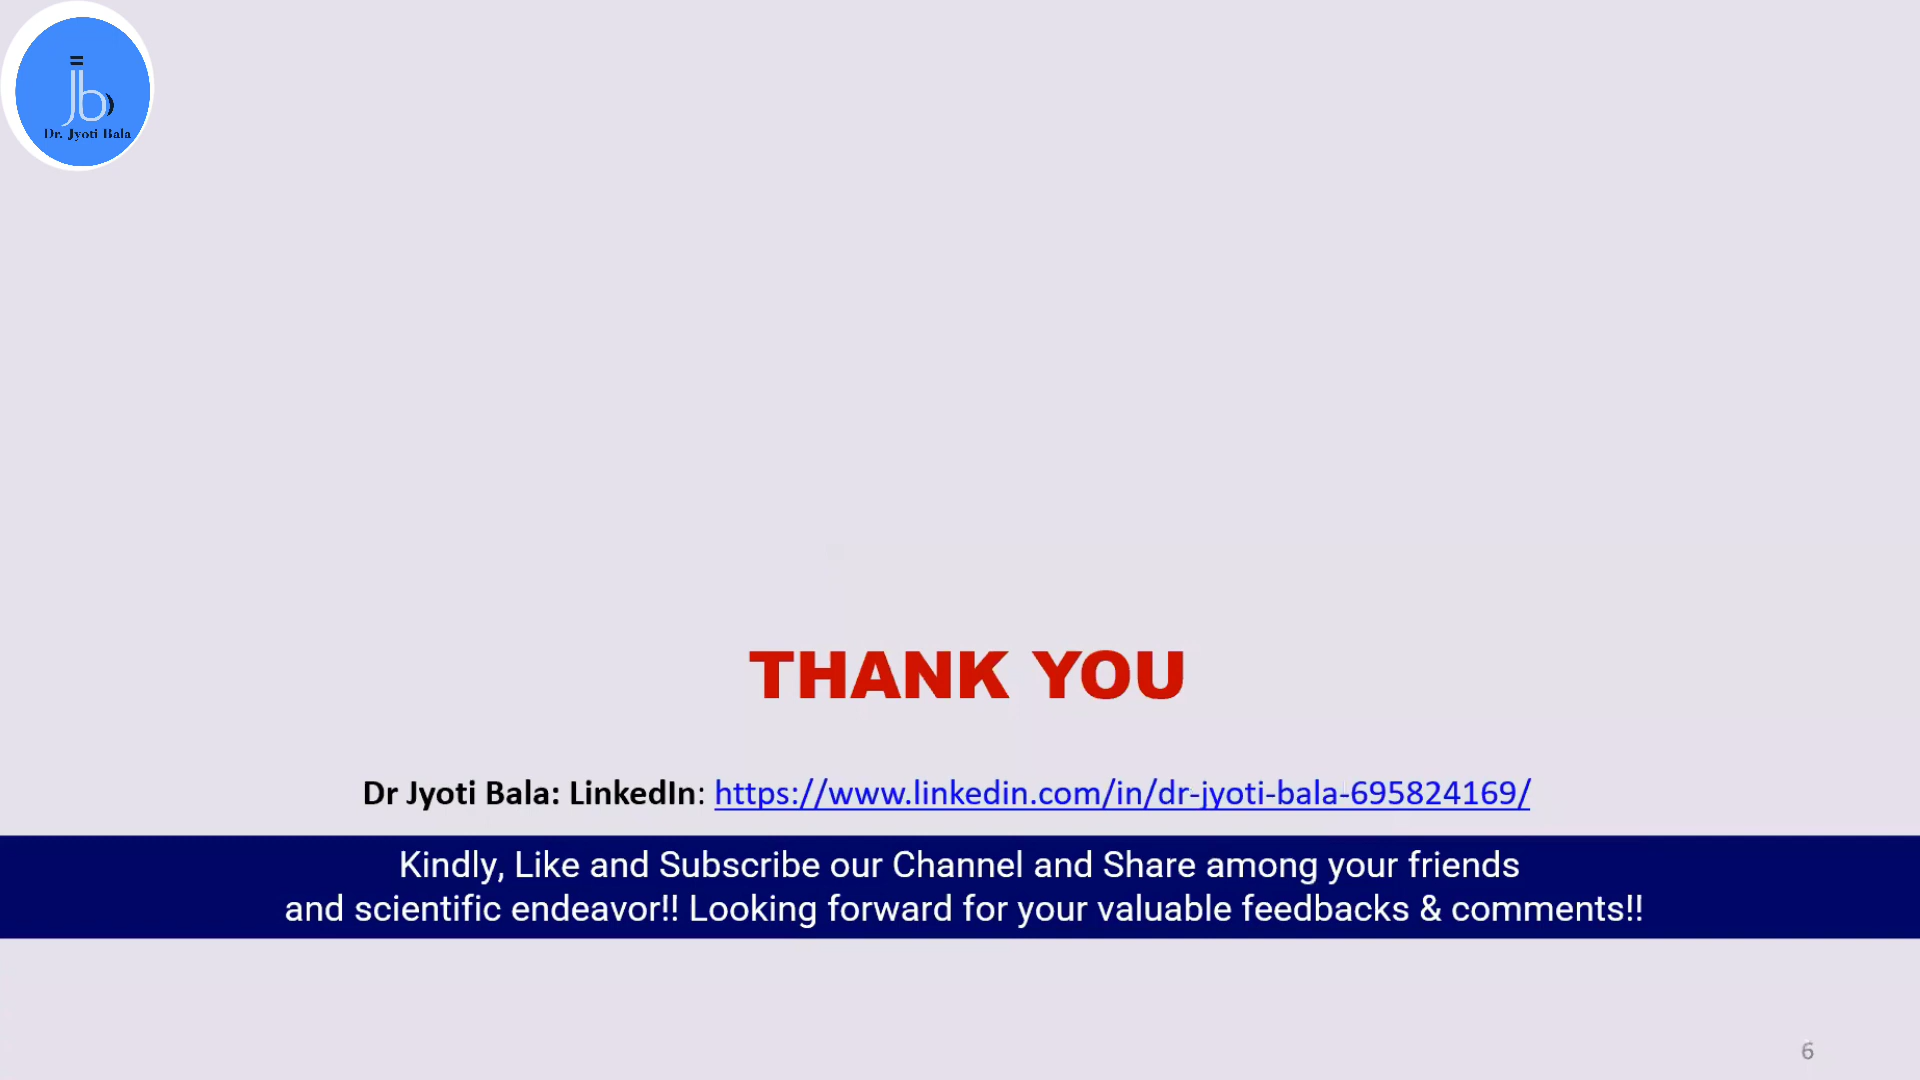 jb
Dr. Jyoti Bala
THANK YOU
Dr Jyoti Bala: LinkedIn: https://www.linkedin.com/in/dr-jyoti-bala-695824169/
Kindly, Like and Subscribe our Channel and Share among your friends
and scientific endeavor!! Looking forward for your valuable feedbacks & comments!!
6